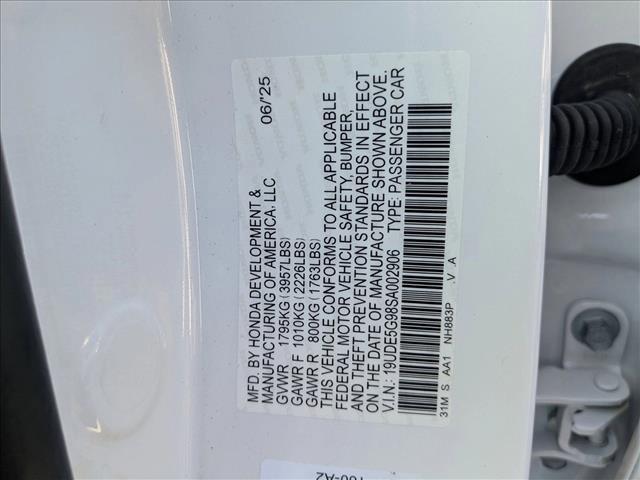 MFD. BY HONDA DEVELOPMENT & 06/'25
MANUFACTURING OF AMERICA, LLC
GVWR 1795KG (3957LBS)
GAWR F 1010KG (2226LBS)
GAWR R 800KG (1763LBS)
THIS VEHICLE CONFORMS TO ALL APPLICABLE
FEDERAL MOTOR VEHICLE SAFETY, BUMPER,
AND THEFT PREVENTION STANDARDS IN EFFECT
ON THE DATE OF MANUFACTURE SHOWN ABOVE.
V.I.N.: 19UDE5G98SA002906 TYPE: PASSENGER CAR
31M S AA1 NH883P .V A